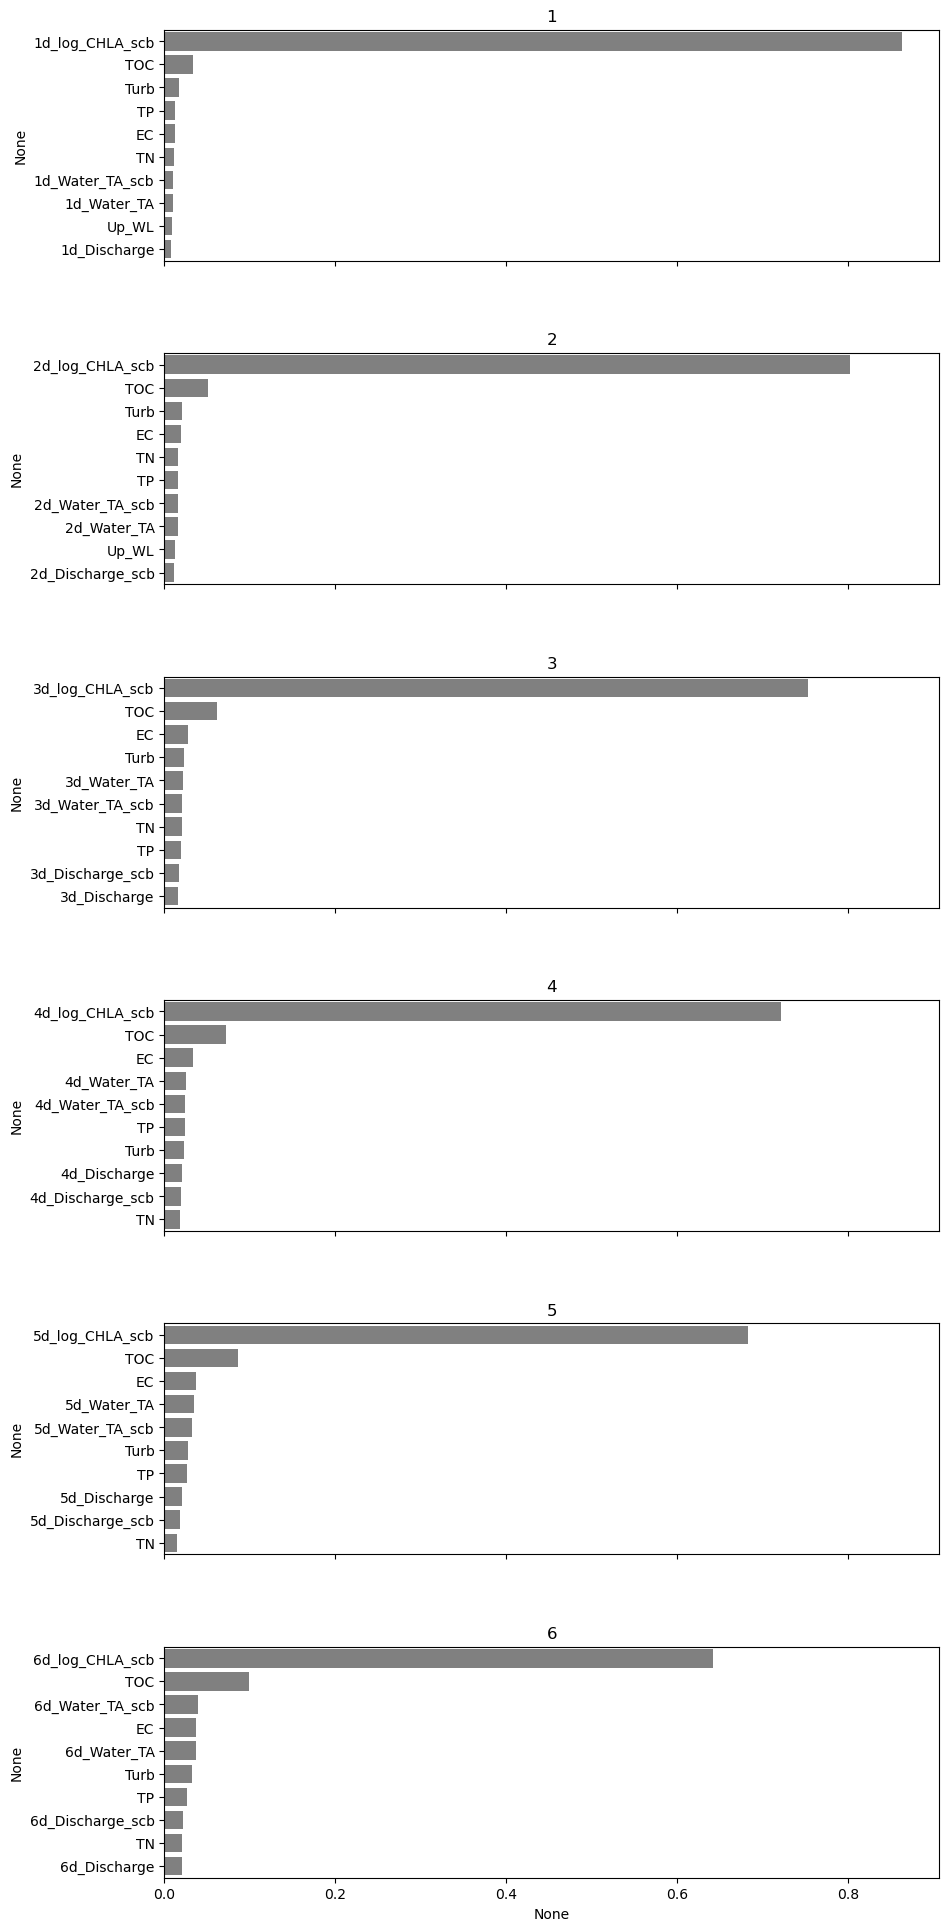 1
1d_log_CHLA_scb
TOC
Turb
TP
EC
TN
1d_Water_TA_scb
1d_Water_TA
Up_WL
1d_Discharge
None
2
2d_log_CHLA_scb
TOC
Turb
EC
TN
TP
2d_Water_TA_scb
2d_Water_TA
Up_WL
2d_Discharge_scb
None
3
3d_log_CHLA_scb
TOC
EC
Turb
3d_Water_TA
3d_Water_TA_scb
TN
TP
3d_Discharge_scb
3d_Discharge
None
4
4d_log_CHLA_scb
TOC
EC
4d_Water_TA
4d_Water_TA_scb
TP
Turb
4d_Discharge
4d_Discharge_scb
TN
None
5
5d_log_CHLA_scb
TOC
EC
5d_Water_TA
5d_Water_TA_scb
Turb
TP
5d_Discharge
5d_Discharge_scb
TN
None
6
6d_log_CHLA_scb
TOC
6d_Water_TA_scb
EC
6d_Water_TA
Turb
TP
6d_Discharge_scb
TN
6d_Discharge
None
0.0 0.2 0.4 0.6 0.8
None